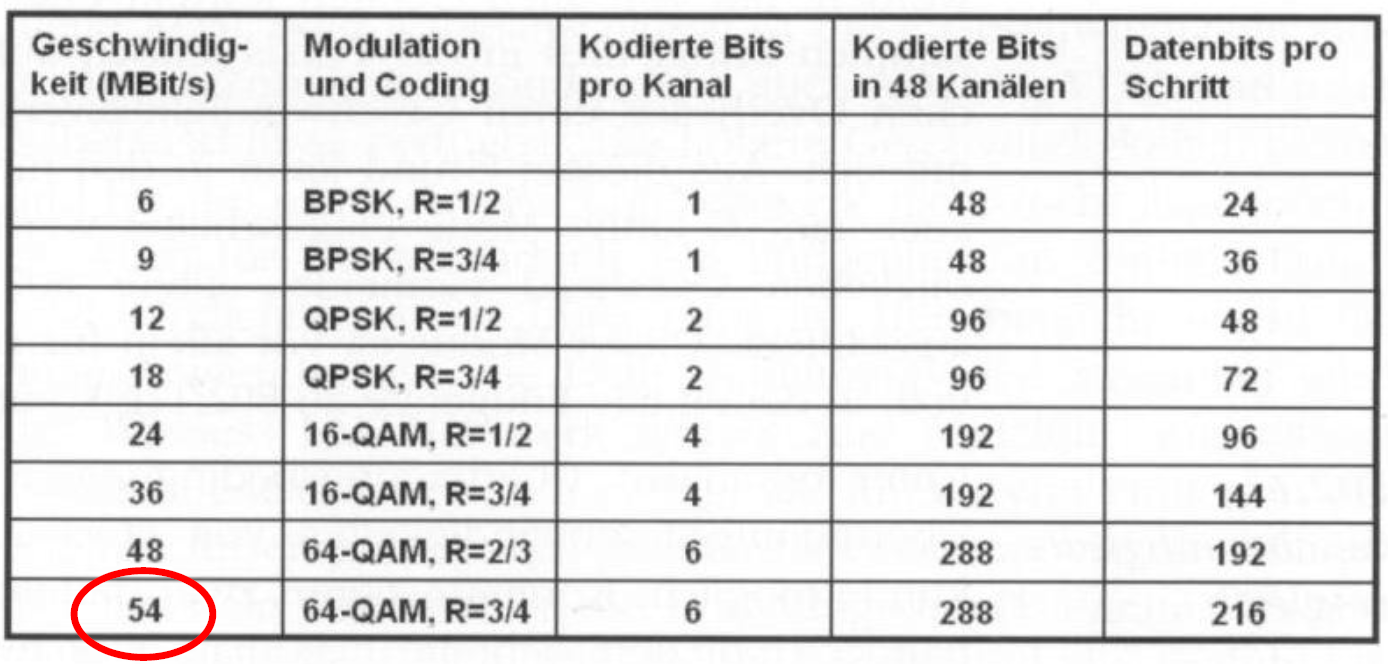 Geschwindig-
keit (MBit/s)
Modulation
und Coding
Kodierte Bits
pro Kanal
Kodierte Bits
in 48 Kanälen
Datenbits pro
Schritt
6 BPSK, R=1/2 1 48 24
9 BPSK, R=3/4 1 48 36
12 QPSK, R=1/2 2 96 48
18 QPSK, R=3/4 2 96 72
24 16-QAM, R=1/2 4 192 96
36 16-QAM, R=3/4 4 192 144
48 64-QAM, R=2/3 6 288 192
54 64-QAM, R=3/4 6 288 216